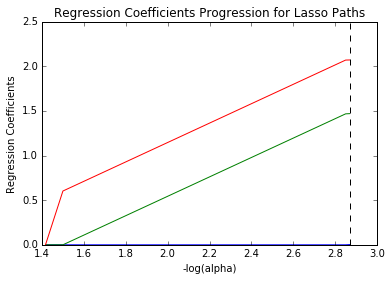 Regression Coefficients Progression for Lasso Paths
2.5
2.0
1.5
1.0
0.5
0.0
Regression Coefficients
1.4 1.6 1.8 2.0 2.2 2.4 2.6 2.8 3.0
-log(alpha)